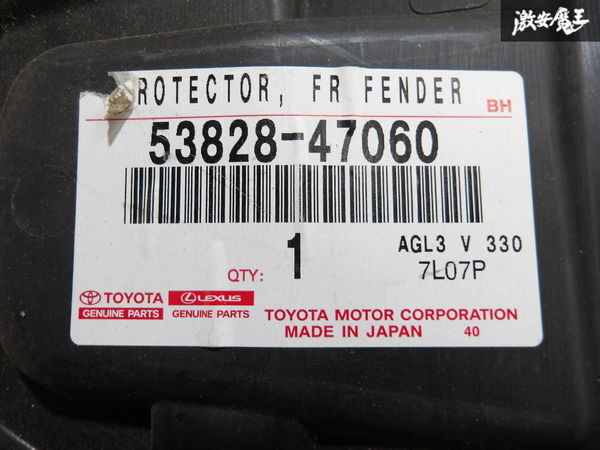 激安魔王
ROTECTOR, FR FENDER
BH
53828-47060
QTY: 1
AGL3 V 330
7L07P
TOYOTA
GENUINE PARTS
LEXUS
GENUINE PARTS
TOYOTA MOTOR CORPORATION
MADE IN JAPAN 40